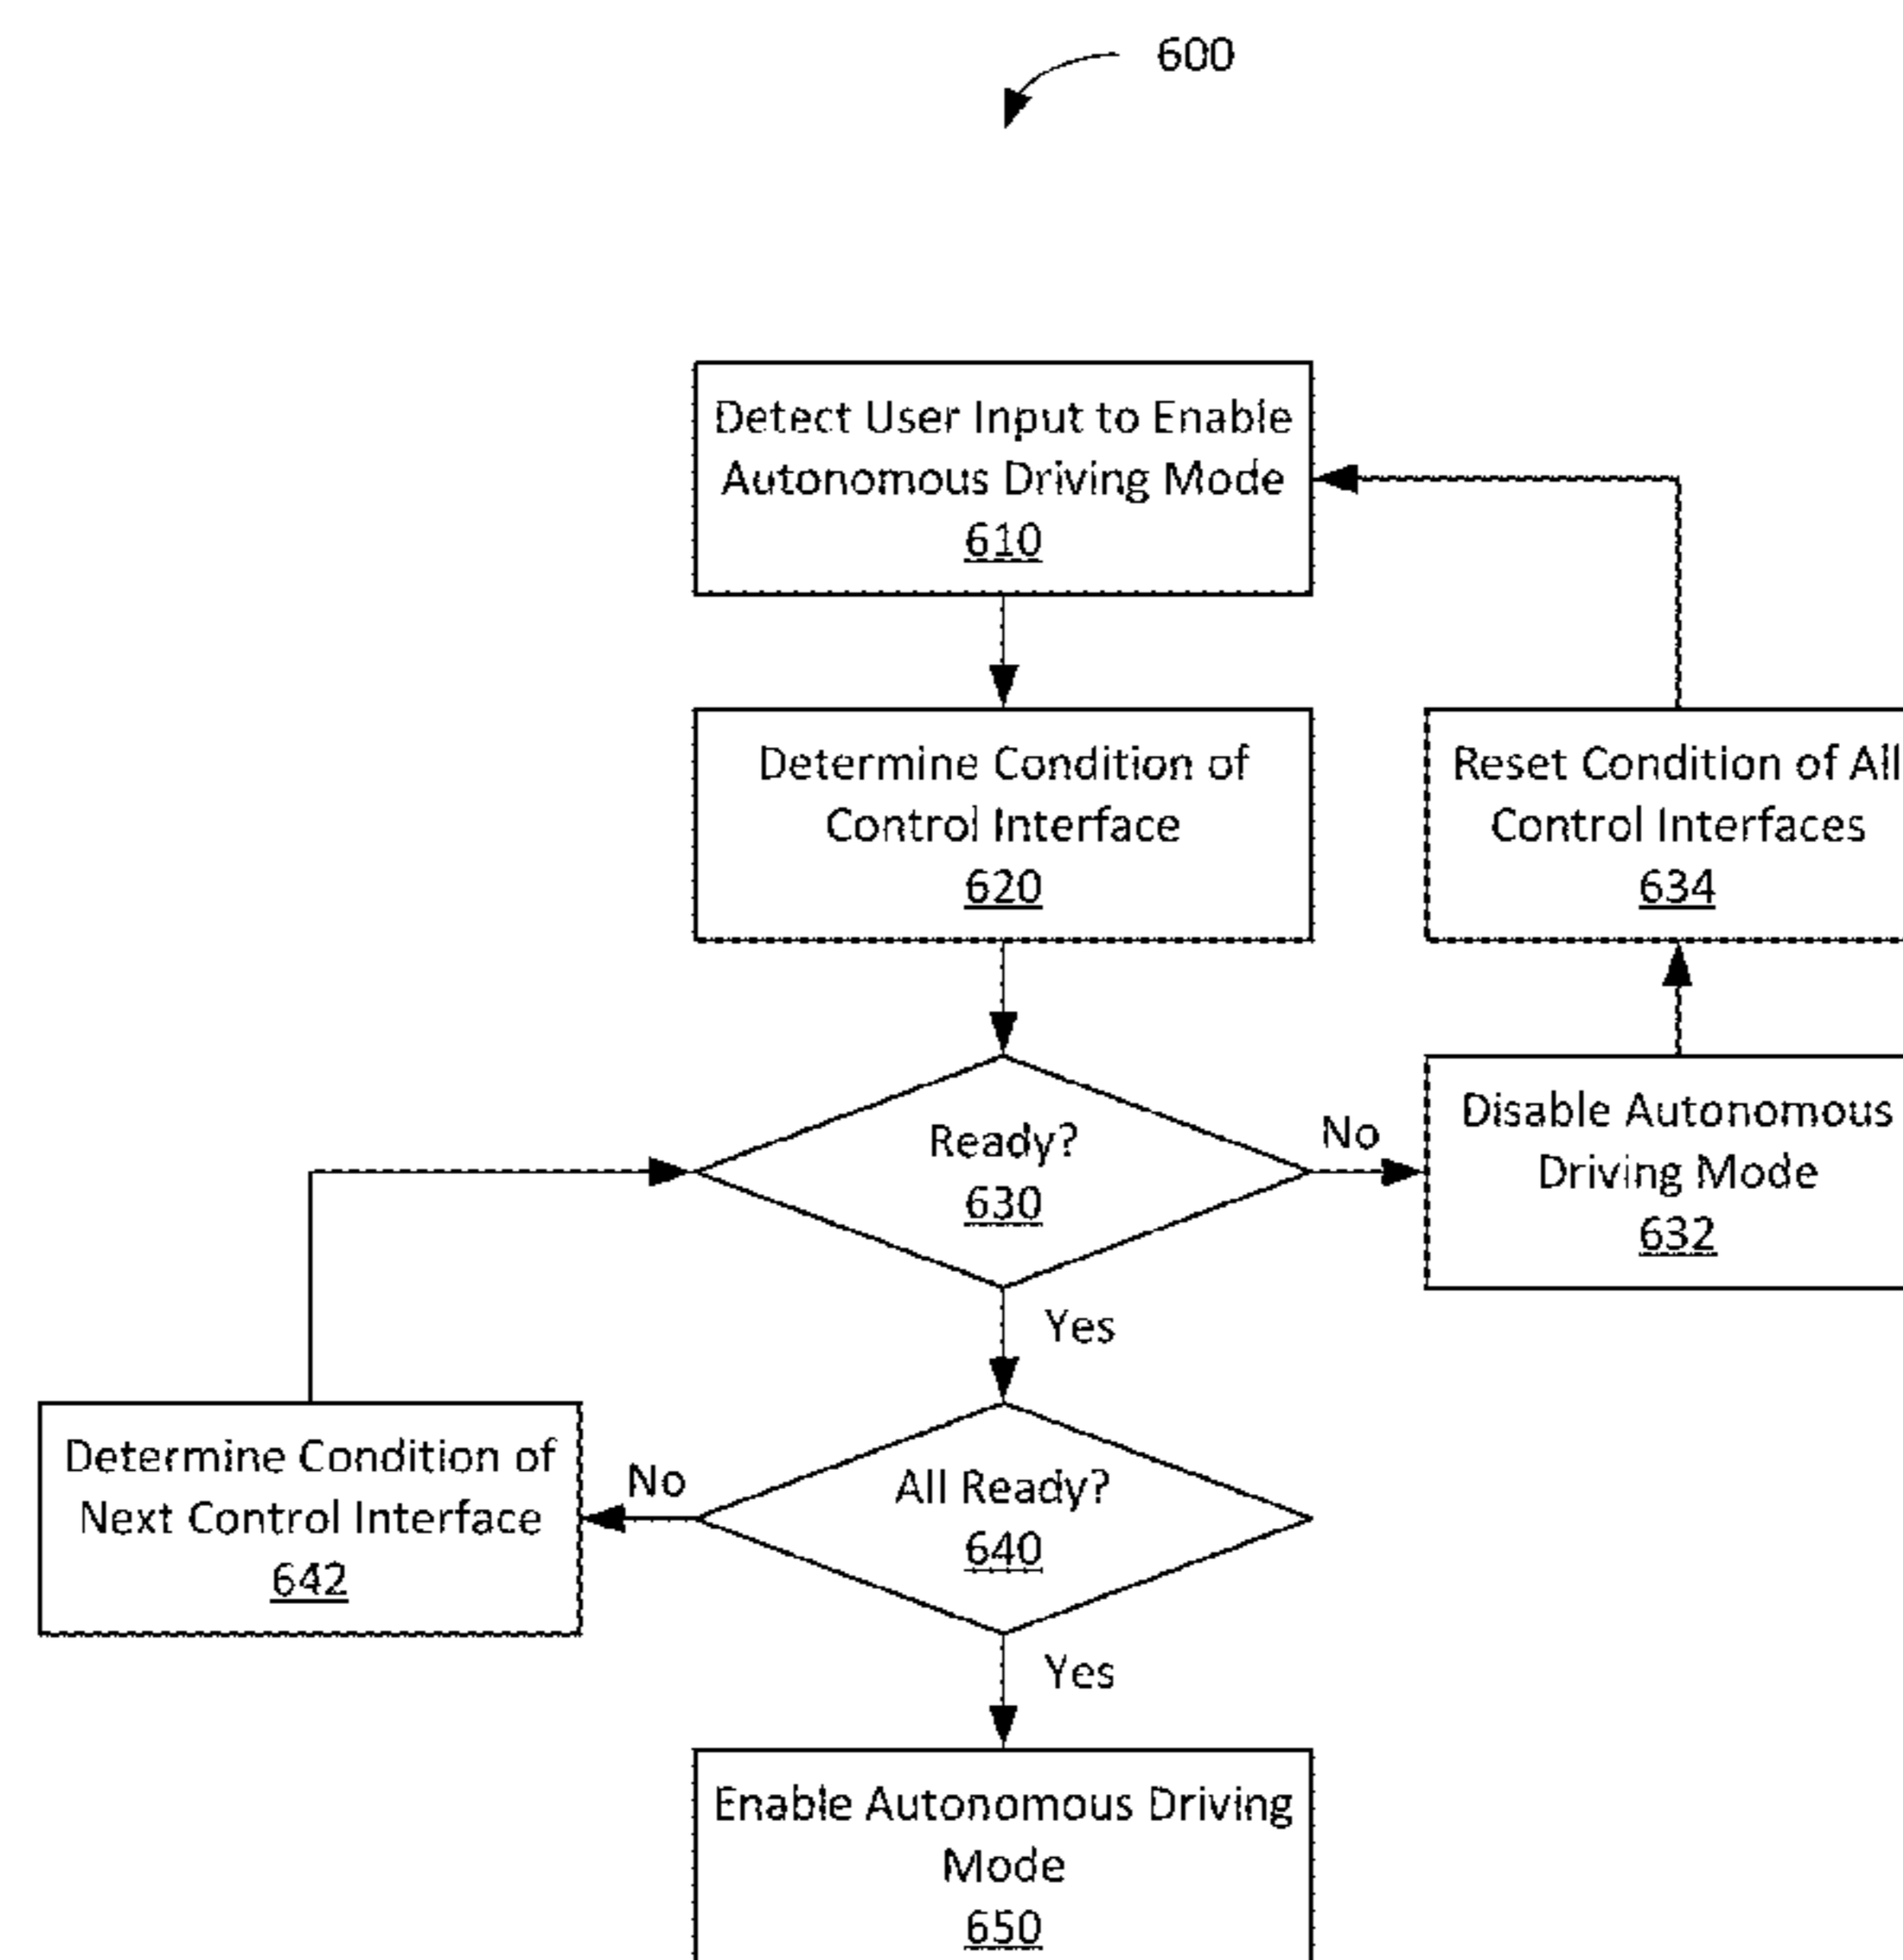 600
Detect User Input to Enable
Autonomous Driving Mode
610
Determine Condition of
Control Interface
620
Reset Condition of All
Control Interfaces
634
Ready?
630
No
Disable Autonomous
Driving Mode
632
Yes
Determine Condition of
Next Control Interface
642
No
All Ready?
640
Yes
Enable Autonomous Driving
Mode
650